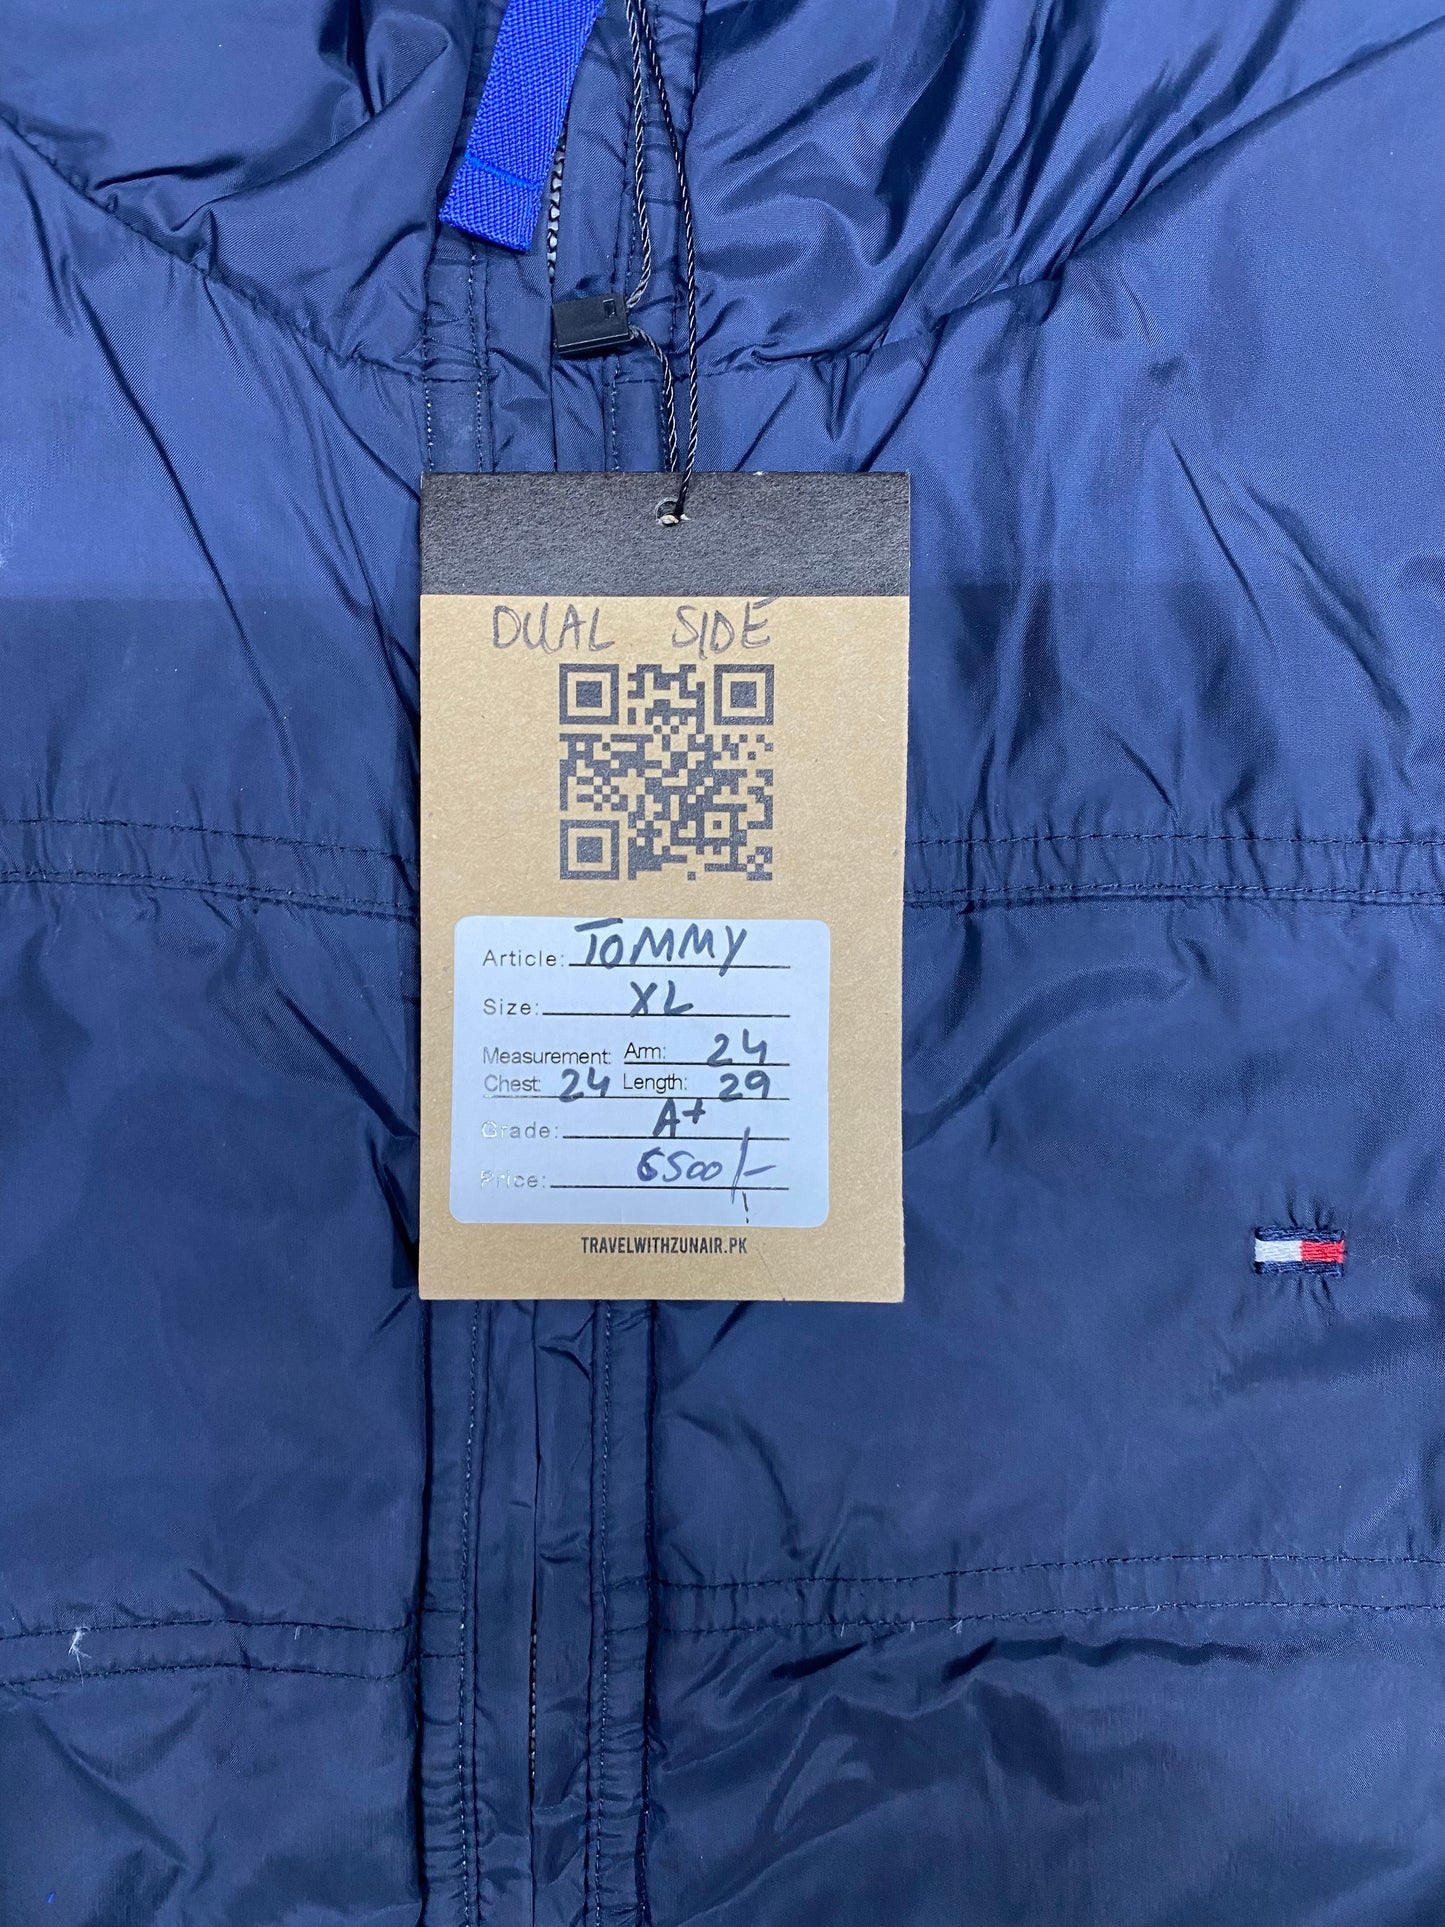 DUAL SIDE
Article: TOMMY
Size: XL
Measurement: Arm: 24
Chest: 24 Length: 29
Grade: A+
Price: 6500/-
TRAVELWITHZUNAIR.PK